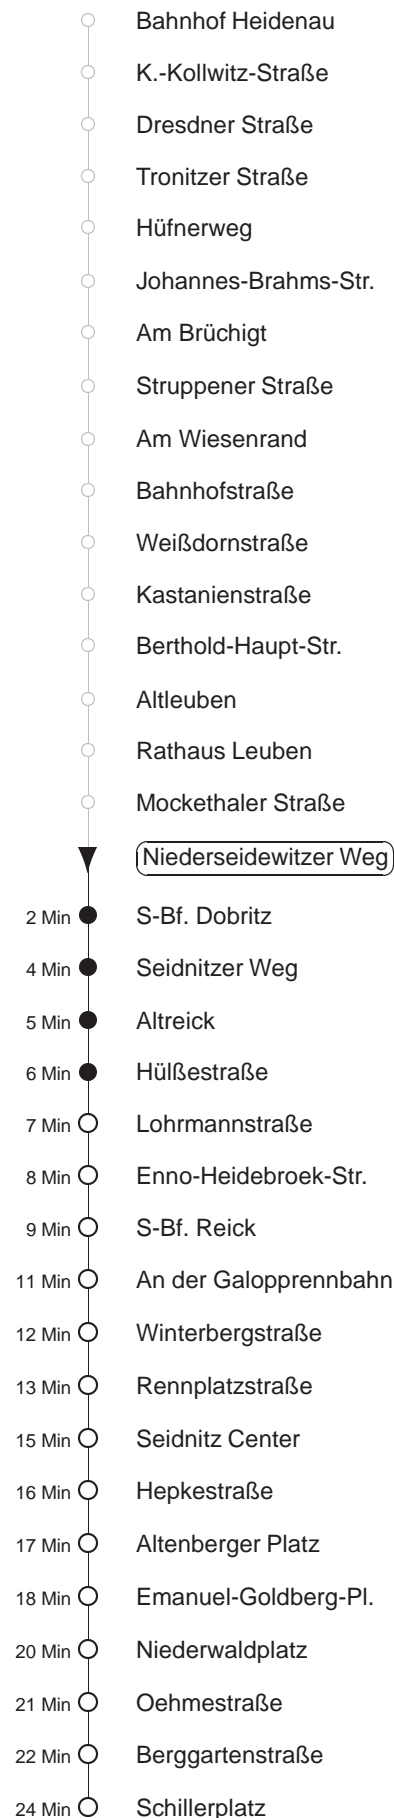 Bahnhof Heidenau
K.-Kollwitz-Straße
Dresdner Straße
Tronitzer Straße
Hüfnerweg
Johannes-Brahms-Str.
Am Brüchigt
Struppener Straße
Am Wiesenrand
Bahnhofstraße
Weißdornstraße
Kastanienstraße
Berthold-Haupt-Str.
Altleuben
Rathaus Leuben
Mockethaler Straße
Niederseidewitzer Weg
2 Min S-Bf. Dobritz
4 Min Seidnitzer Weg
5 Min Altreick
6 Min Hülßestraße
7 Min Lohrmannstraße
8 Min Enno-Heidebroek-Str.
9 Min S-Bf. Reick
11 Min An der Galopprennbahn
12 Min Winterbergstraße
13 Min Rennplatzstraße
15 Min Seidnitz Center
16 Min Hepkestraße
17 Min Altenberger Platz
18 Min Emanuel-Goldberg-Pl.
20 Min Niederwaldplatz
21 Min Oehmestraße
22 Min Berggartenstraße
24 Min Schillerplatz